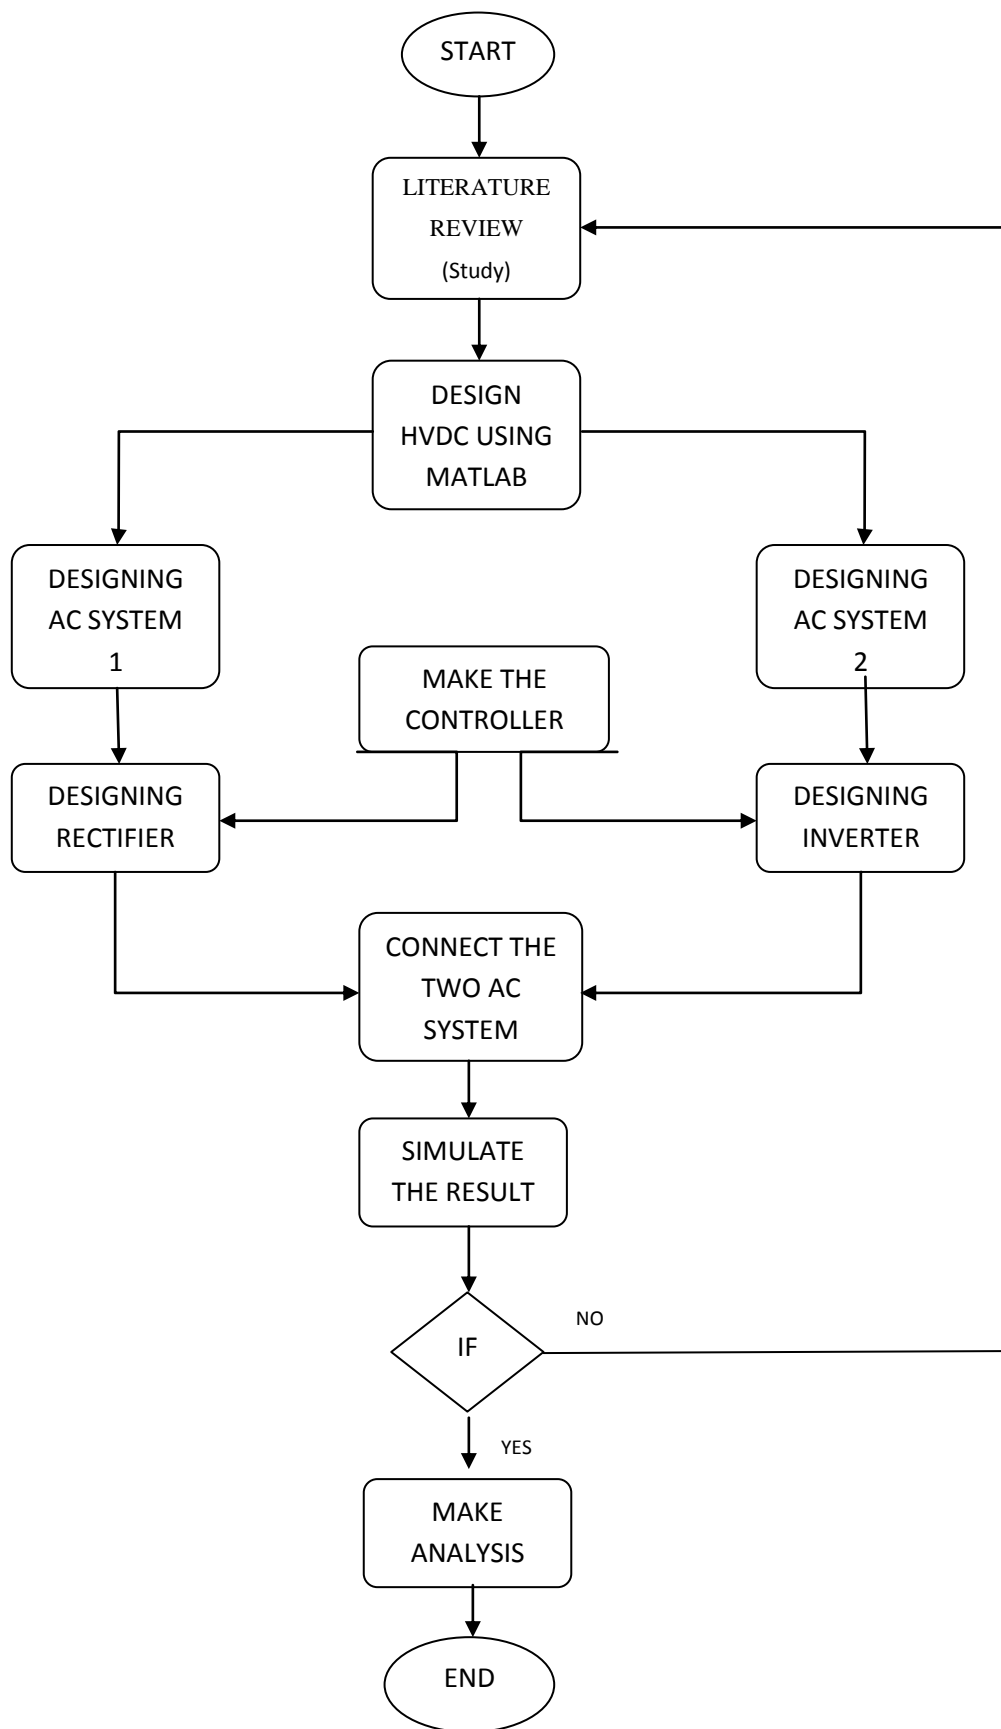 START
LITERATURE
REVIEW
(Study)
DESIGN
HVDC USING
MATLAB
DESIGNING
AC SYSTEM
1
DESIGNING
AC SYSTEM
2
MAKE THE
CONTROLLER
DESIGNING
RECTIFIER
DESIGNING
INVERTER
CONNECT THE
TWO AC
SYSTEM
SIMULATE
THE RESULT
IF
NO
YES
MAKE
ANALYSIS
END